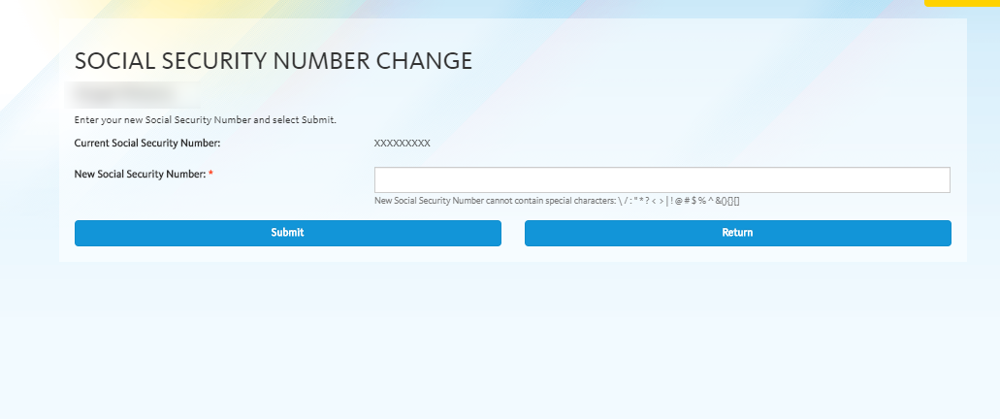 SOCIAL SECURITY NUMBER CHANGE
Enter your new Social Security Number and select Submit.
Current Social Security Number: XXXXXXXXX
New Social Security Number: *
New Social Security Number cannot contain special characters: \ / : " * ? < > | ! @ # $ % ^ &(){}[]
Submit Return